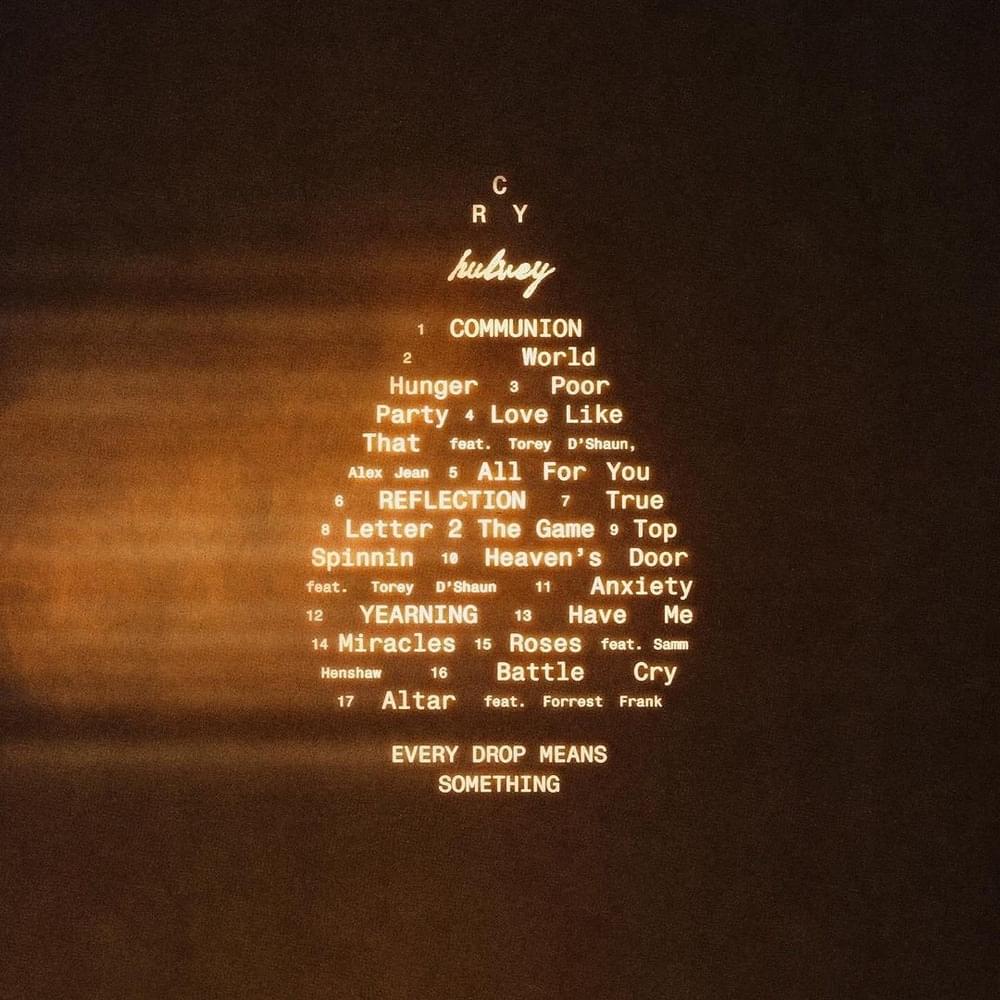 C
R Y
hulvey
1 COMMUNION
2 World
Hunger 3 Poor
Party 4 Love Like
That feat. Torey D'Shaun,
Alex Jean 5 All For You
6 REFLECTION 7 True
8 Letter 2 The Game 9 Top
Spinnin 10 Heaven's Door
feat. Torey D'Shaun 11 Anxiety
12 YEARNING 13 Have Me
14 Miracles 15 Roses feat. Samm
Henshaw 16 Battle Cry
17 Altar feat. Forrest Frank
EVERY DROP MEANS
SOMETHING